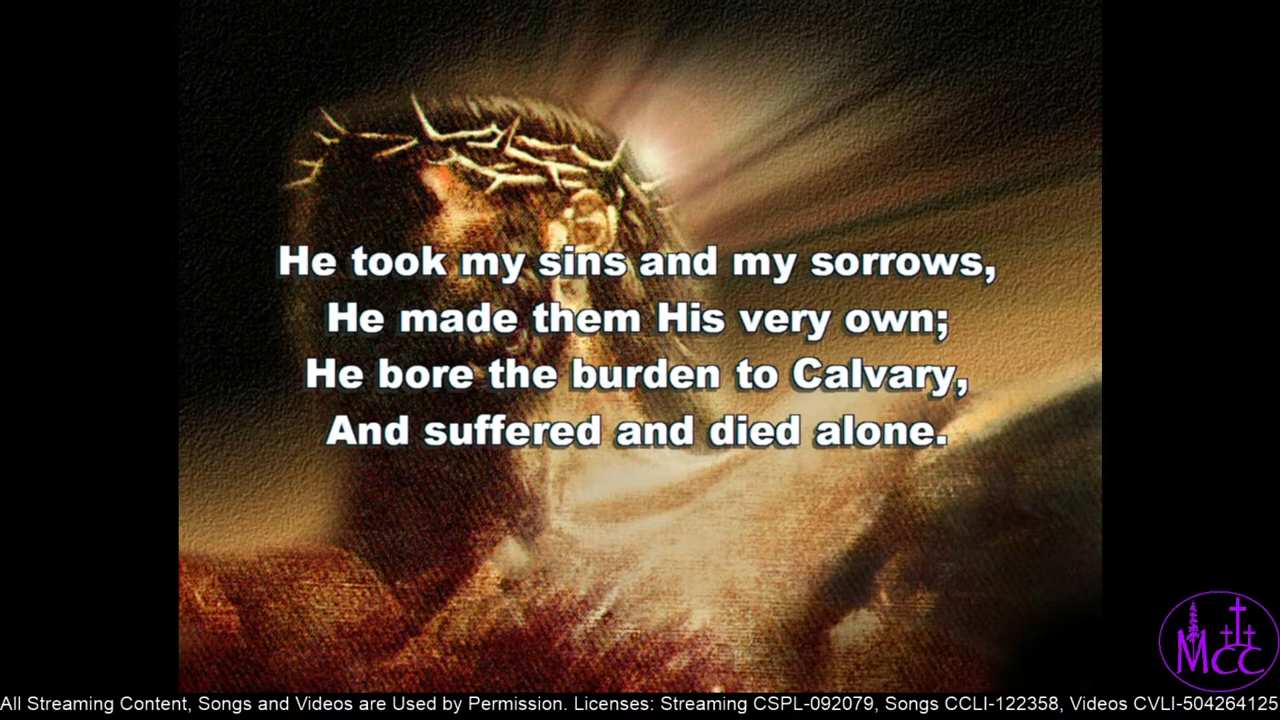 He took my sins and my sorrows,
He made them His very own;
He bore the burden to Calvary,
And suffered and died alone.
MCC
All Streaming Content, Songs and Videos are Used by Permission. Licenses: Streaming CSPL-092079, Songs CCLI-122358, Videos CVLI-504264125